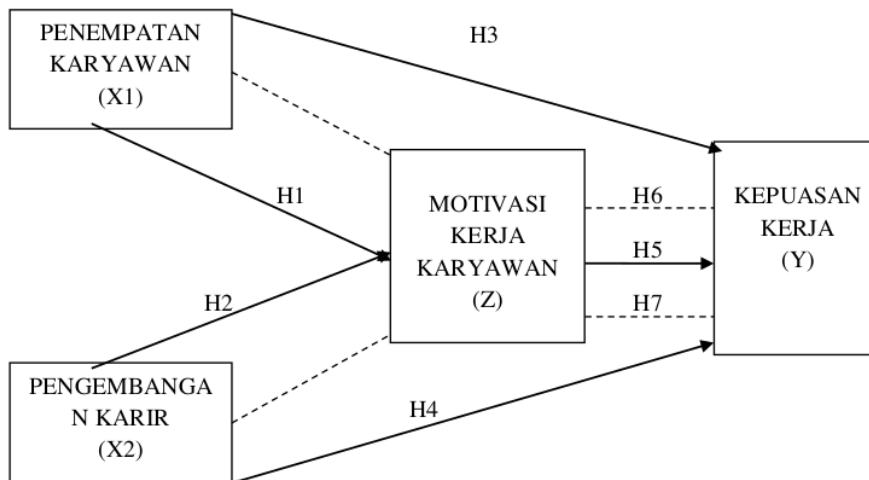 PENEMPATAN
KARYAWAN
(X1)
H3
H1
MOTIVASI
KERJA
KARYAWAN
(Z)
H6
H5
H7
KEPUASAN
KERJA
(Y)
H2
PENGEMBANGA
N KARIR
(X2)
H4